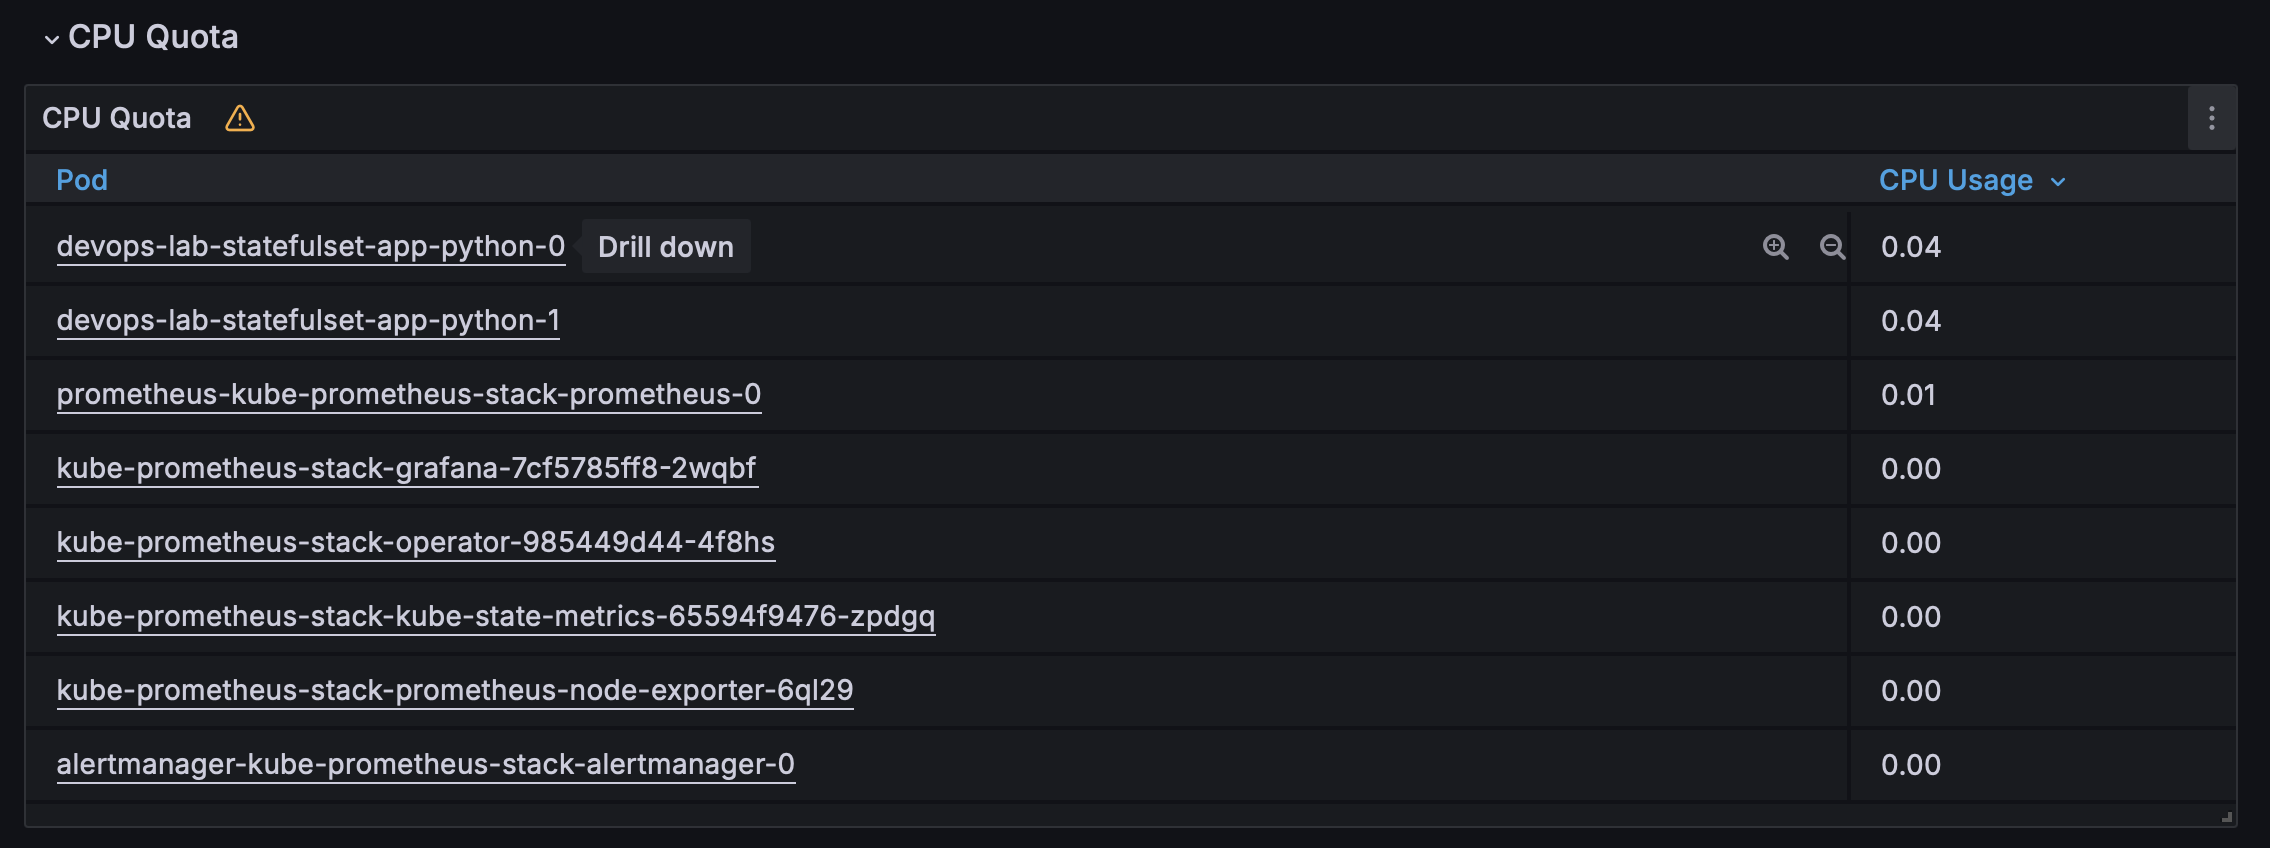 CPU Quota
CPU Quota
Pod CPU Usage
devops-lab-statefulset-app-python-0 Drill down 0.04
devops-lab-statefulset-app-python-1 0.04
prometheus-kube-prometheus-stack-prometheus-0 0.01
kube-prometheus-stack-grafana-7cf5785ff8-2wqbf 0.00
kube-prometheus-stack-operator-985449d44-4f8hs 0.00
kube-prometheus-stack-kube-state-metrics-65594f9476-zpdgq 0.00
kube-prometheus-stack-prometheus-node-exporter-6ql29 0.00
alertmanager-kube-prometheus-stack-alertmanager-0 0.00